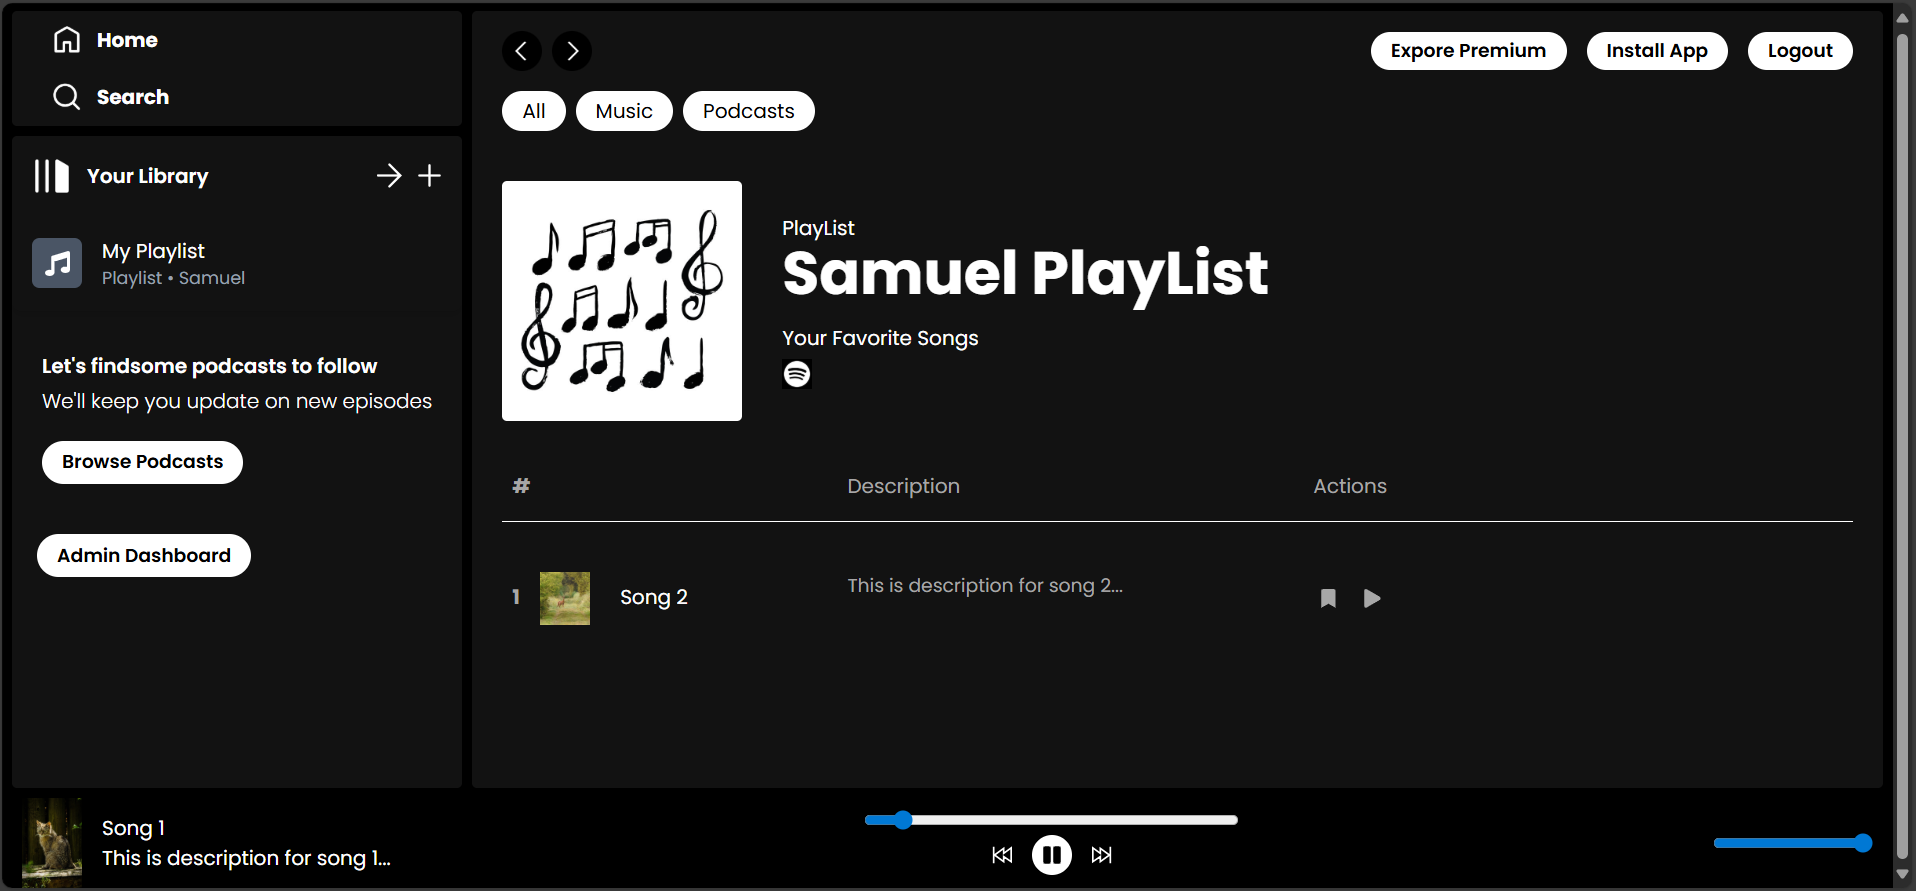 Home
Search
Your Library
My Playlist
Playlist • Samuel
Let's findsome podcasts to follow
We'll keep you update on new episodes
Browse Podcasts
Admin Dashboard
Expore Premium
Install App
Logout
All
Music
Podcasts
PlayList
Samuel PlayList
Your Favorite Songs
# Description Actions
1 Song 2 This is description for song 2...
Song 1
This is description for song 1...